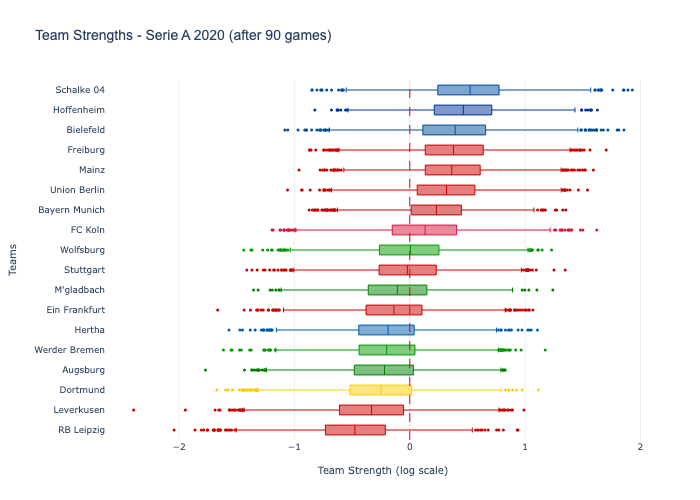 Team Strengths - Serie A 2020 (after 90 games)
Schalke 04
Hoffenheim
Bielefeld
Freiburg
Mainz
Union Berlin
Bayern Munich
FC Koln
Wolfsburg
Stuttgart
M'gladbach
Ein Frankfurt
Hertha
Werder Bremen
Augsburg
Dortmund
Leverkusen
RB Leipzig
Teams
−2 −1 0 1 2
Team Strength (log scale)